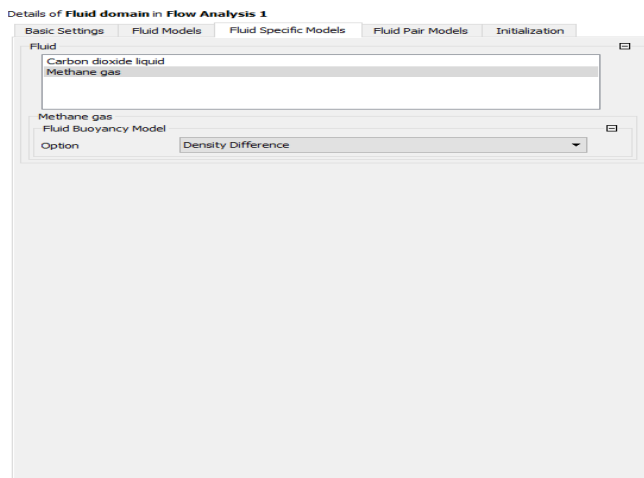 Details of Fluid domain in Flow Analysis 1
Basic Settings Fluid Models Fluid Specific Models Fluid Pair Models Initialization
Fluid
Carbon dioxide liquid
Methane gas
Methane gas
Fluid Buoyancy Model
Option Density Difference